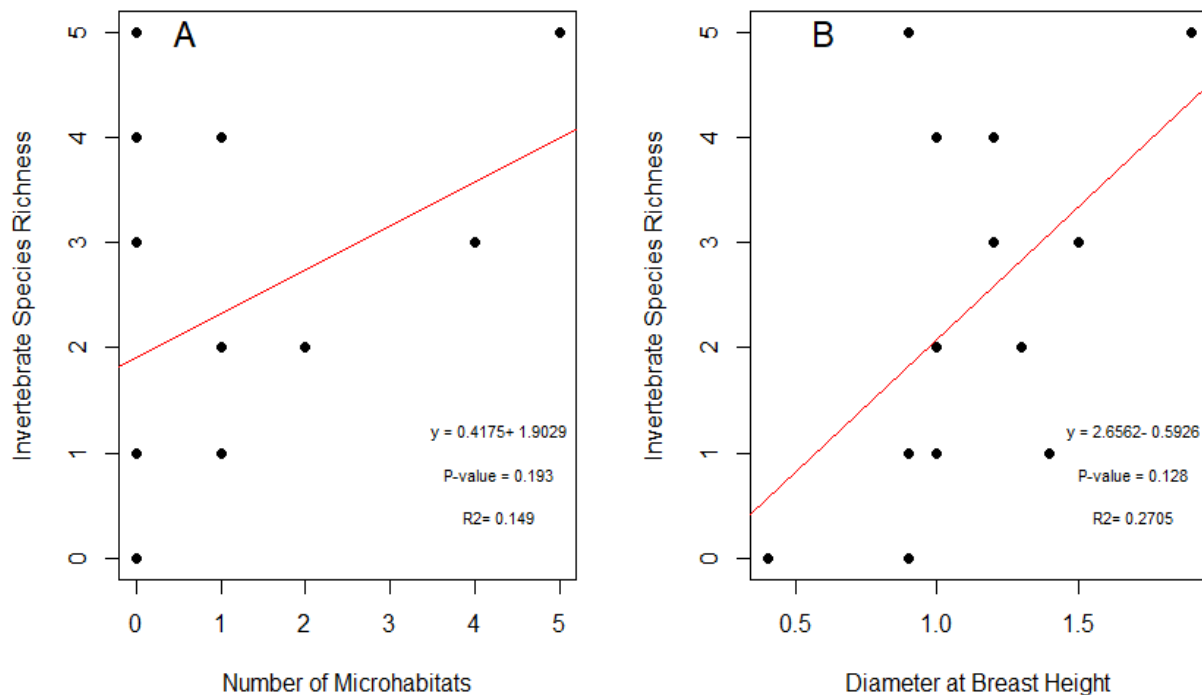 A
Invertebrate Species Richness
5
4
3
2
1
0
y = 0.4175+ 1.9029
P-value = 0.193
R2= 0.149
0 1 2 3 4 5
Number of Microhabitats
B
Invertebrate Species Richness
5
4
3
2
1
0
y = 2.6562- 0.5926
P-value = 0.128
R2= 0.2705
0.5 1.0 1.5
Diameter at Breast Height